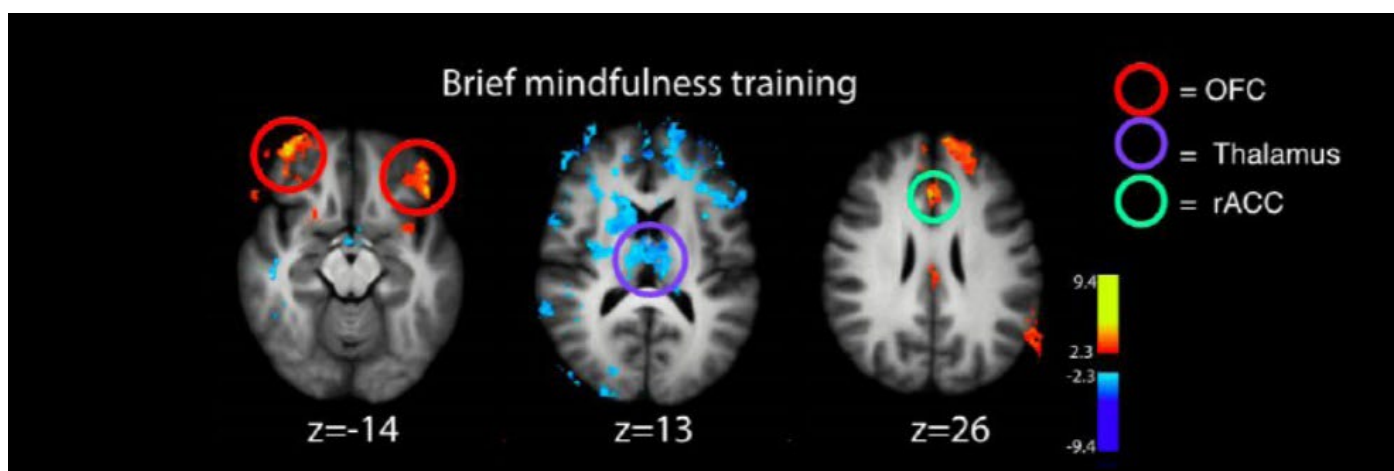 Brief mindfulness training
= OFC
= Thalamus
= rACC
9.4
2.3
-2.3
-9.4
z=-14
z=13
z=26